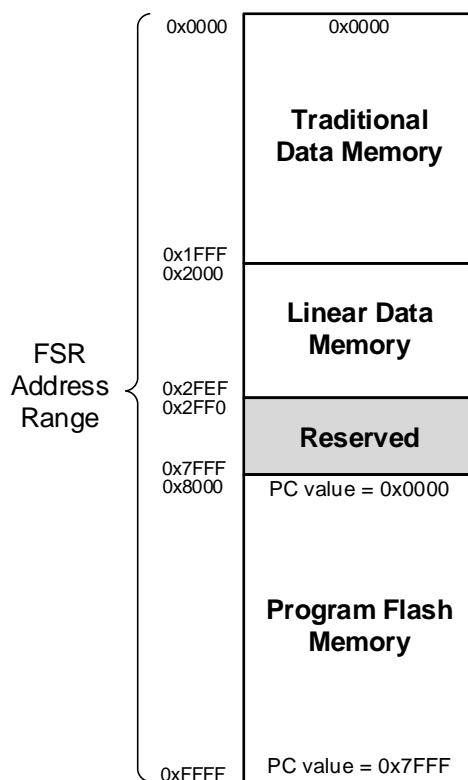 0x0000
0x0000
Traditional
Data Memory
0x1FFF
0x2000
Linear Data
Memory
FSR
Address
Range
0x2FEF
0x2FF0
Reserved
0x7FFF
0x8000
PC value = 0x0000
Program Flash
Memory
PC value = 0x7FFF
0xFFFF